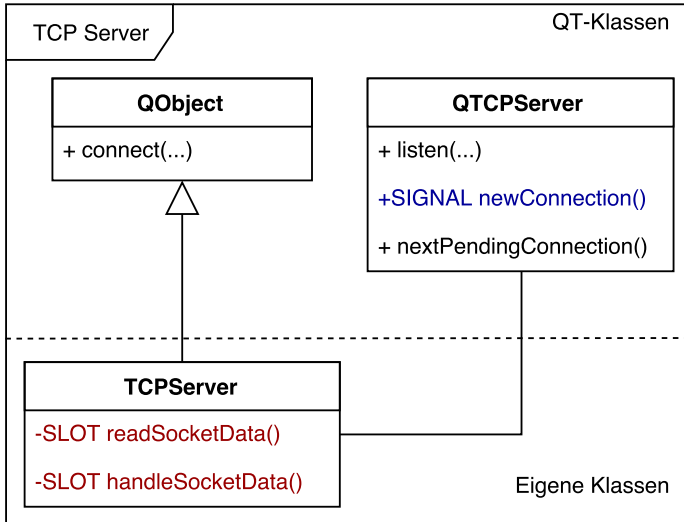 TCP Server
QT-Klassen
QObject
+ connect(...)
QTCPServer
+ listen(...)
+SIGNAL newConnection()
+ nextPendingConnection()
TCPServer
-SLOT readSocketData()
-SLOT handleSocketData()
Eigene Klassen